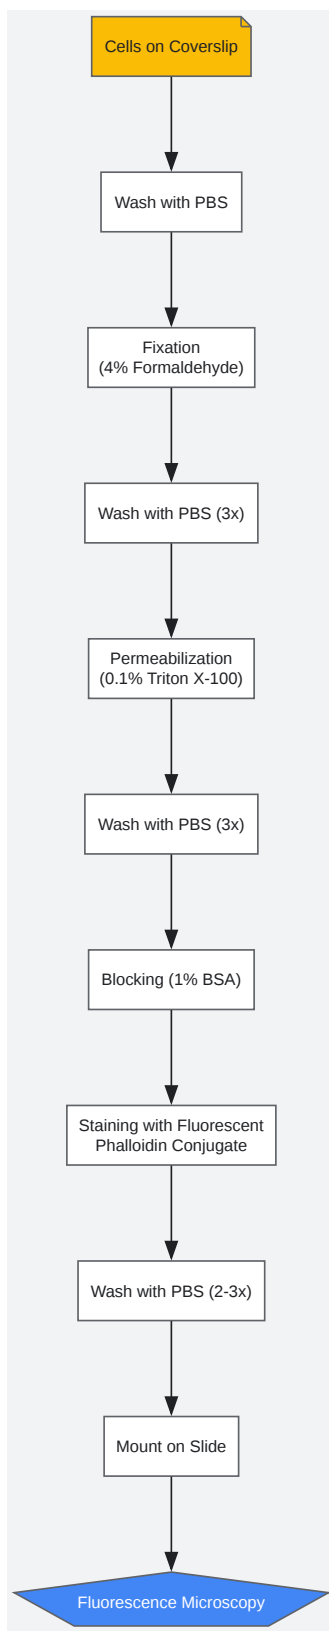 Cells on Coverslip
Wash with PBS
Fixation
(4% Formaldehyde)
Wash with PBS (3x)
Permeabilization
(0.1% Triton X-100)
Wash with PBS (3x)
Blocking (1% BSA)
Staining with Fluorescent
Phalloidin Conjugate
Wash with PBS (2-3x)
Mount on Slide
Fluorescence Microscopy